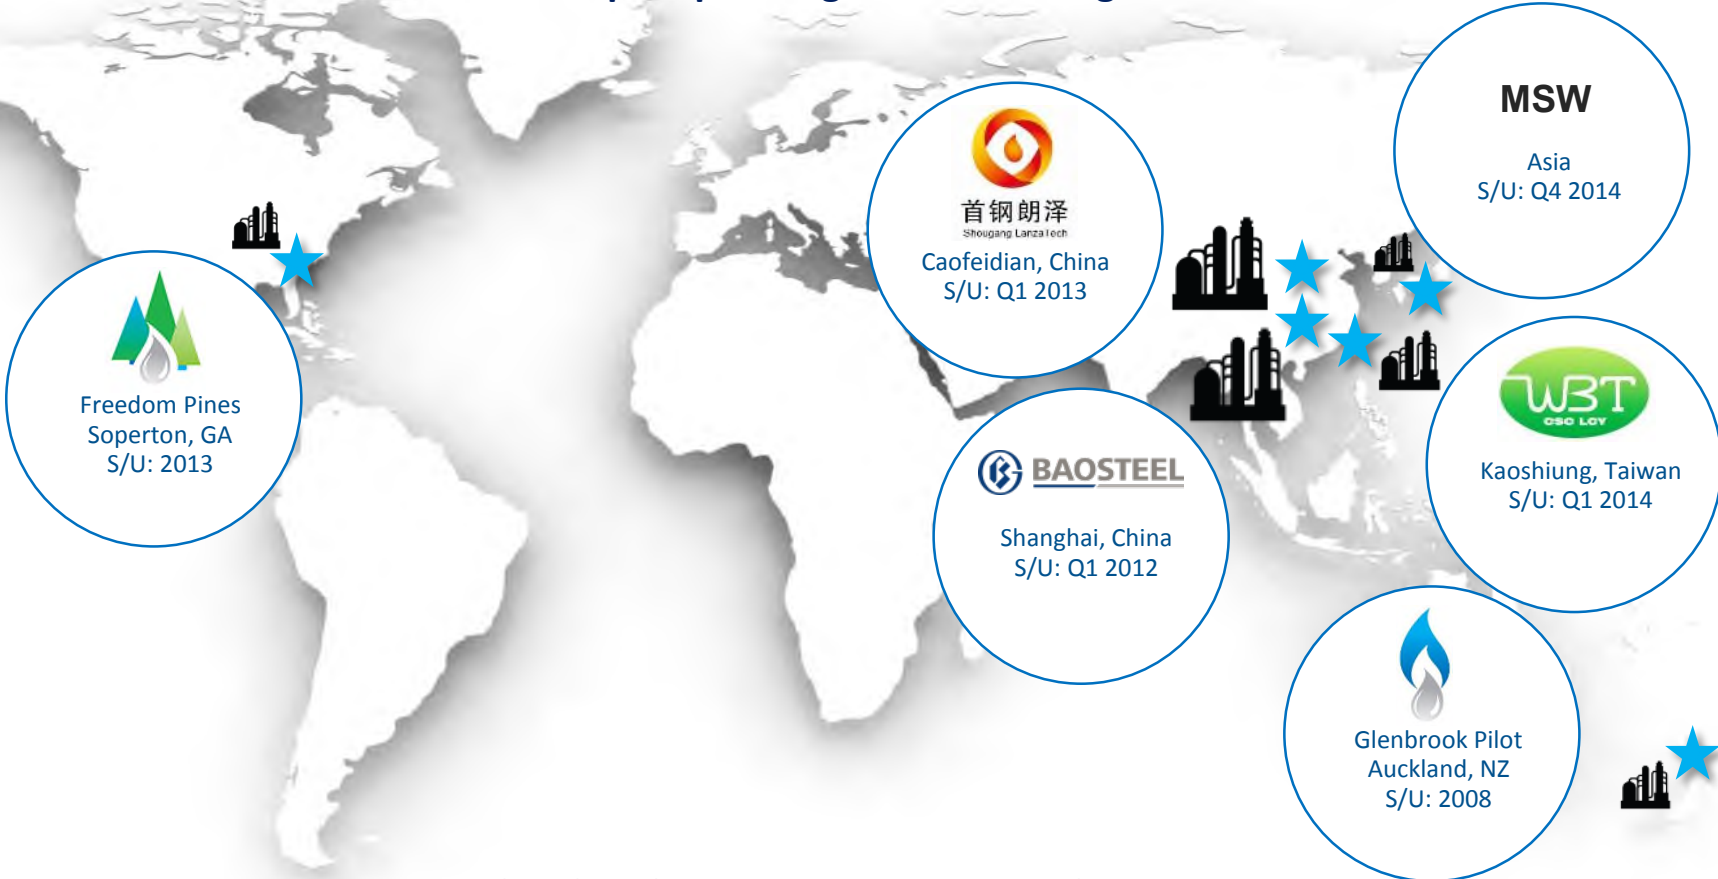 MSW
Asia
S/U: Q4 2014
首钢朗泽
Shougang LanzaTech
Caofeidian, China
S/U: Q1 2013
Freedom Pines
Soperton, GA
S/U: 2013
WBT
CSC LCY
Kaoshiung, Taiwan
S/U: Q1 2014
BAOSTEEL
Shanghai, China
S/U: Q1 2012
Glenbrook Pilot
Auckland, NZ
S/U: 2008